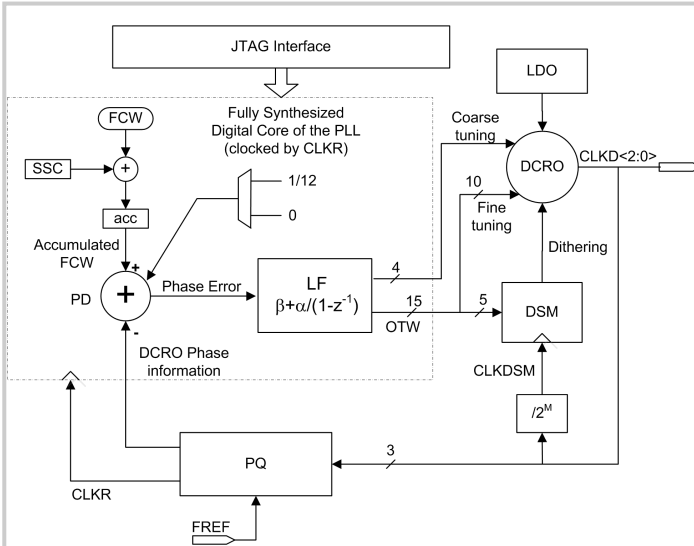 JTAG Interface
LDO
FCW
Fully Synthesized
Digital Core of the PLL
(clocked by CLKR)
Coarse
tuning
SSC
+
1/12
0
DCRO
CLKD<2:0>
10
Fine
tuning
acc
Accumulated
FCW
+
PD
+
-
Phase Error
LF
β+α/(1-z⁻¹)
4
15
OTW
5
Dithering
DSM
DCRO Phase
information
CLKDSM
/2ᴹ
PQ
3
CLKR
FREF